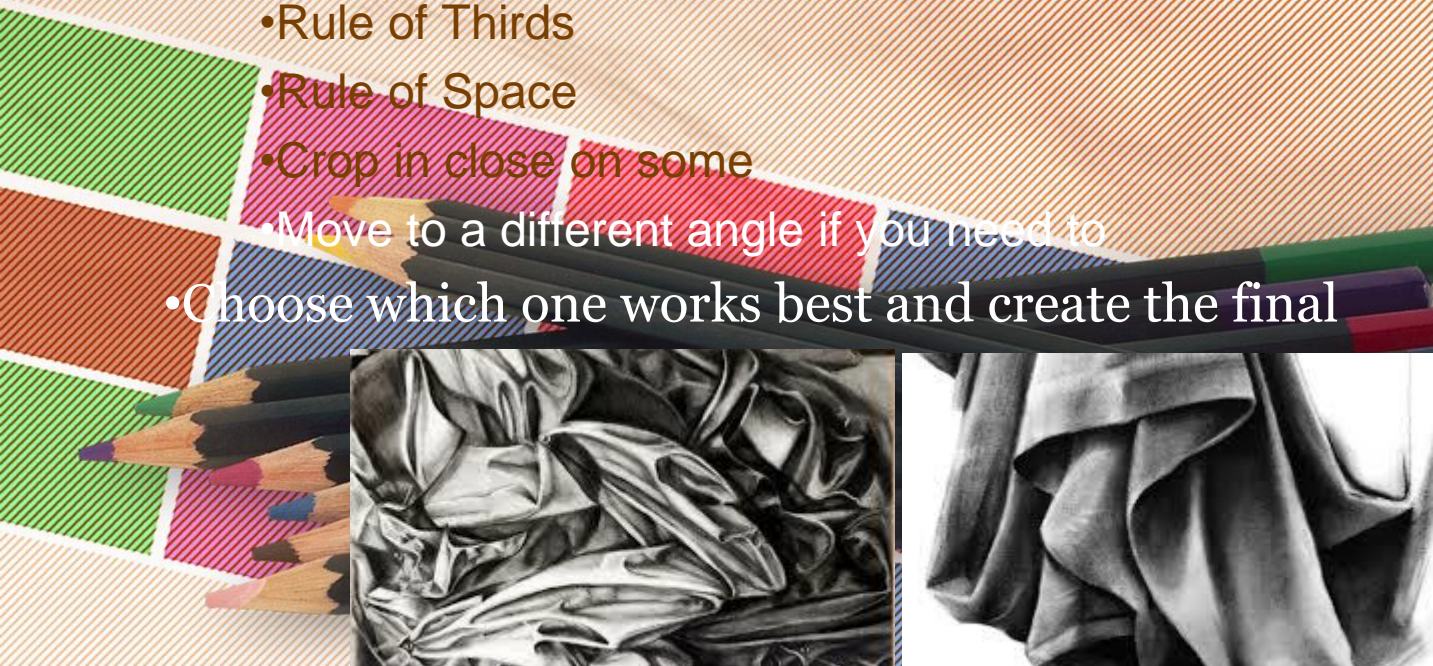 •Rule of Thirds
•Rule of Space
•Crop in close on some
•Move to a different angle if you need to
•Choose which one works best and create the final